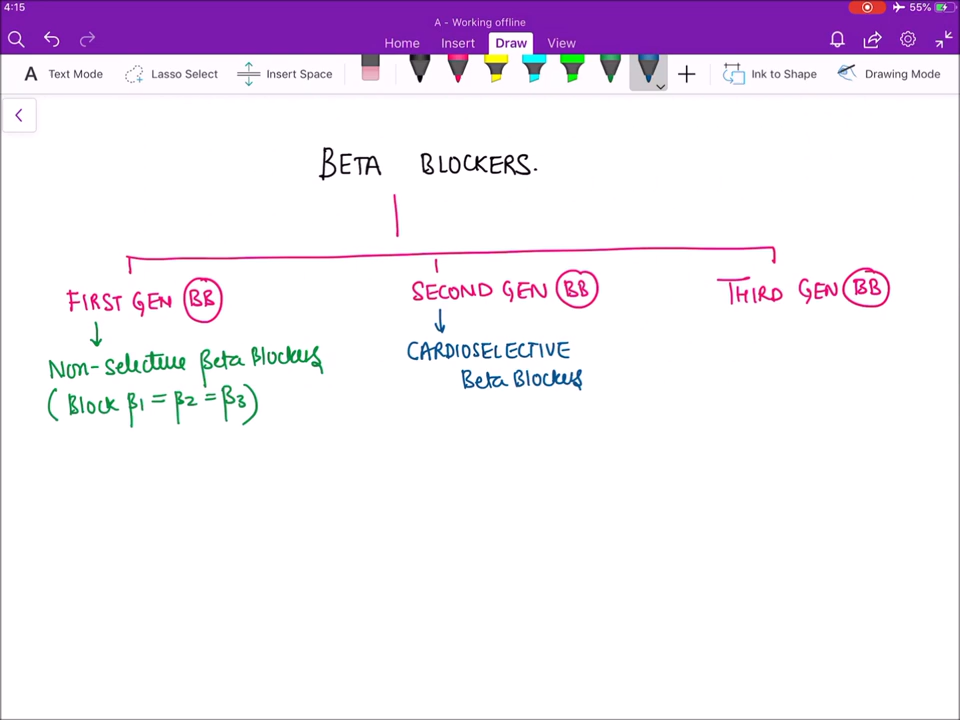 4:15
55%
A - Working offline
Home Insert Draw View
A Text Mode Lasso Select Insert Space Ink to Shape Drawing Mode
BETA BLOCKERS.
FIRST GEN BB
SECOND GEN BB
THIRD GEN BB
Non-Selective Beta Blockers
(Block β1 = β2 = β3)
CARDIOSELECTIVE
Beta Blockers